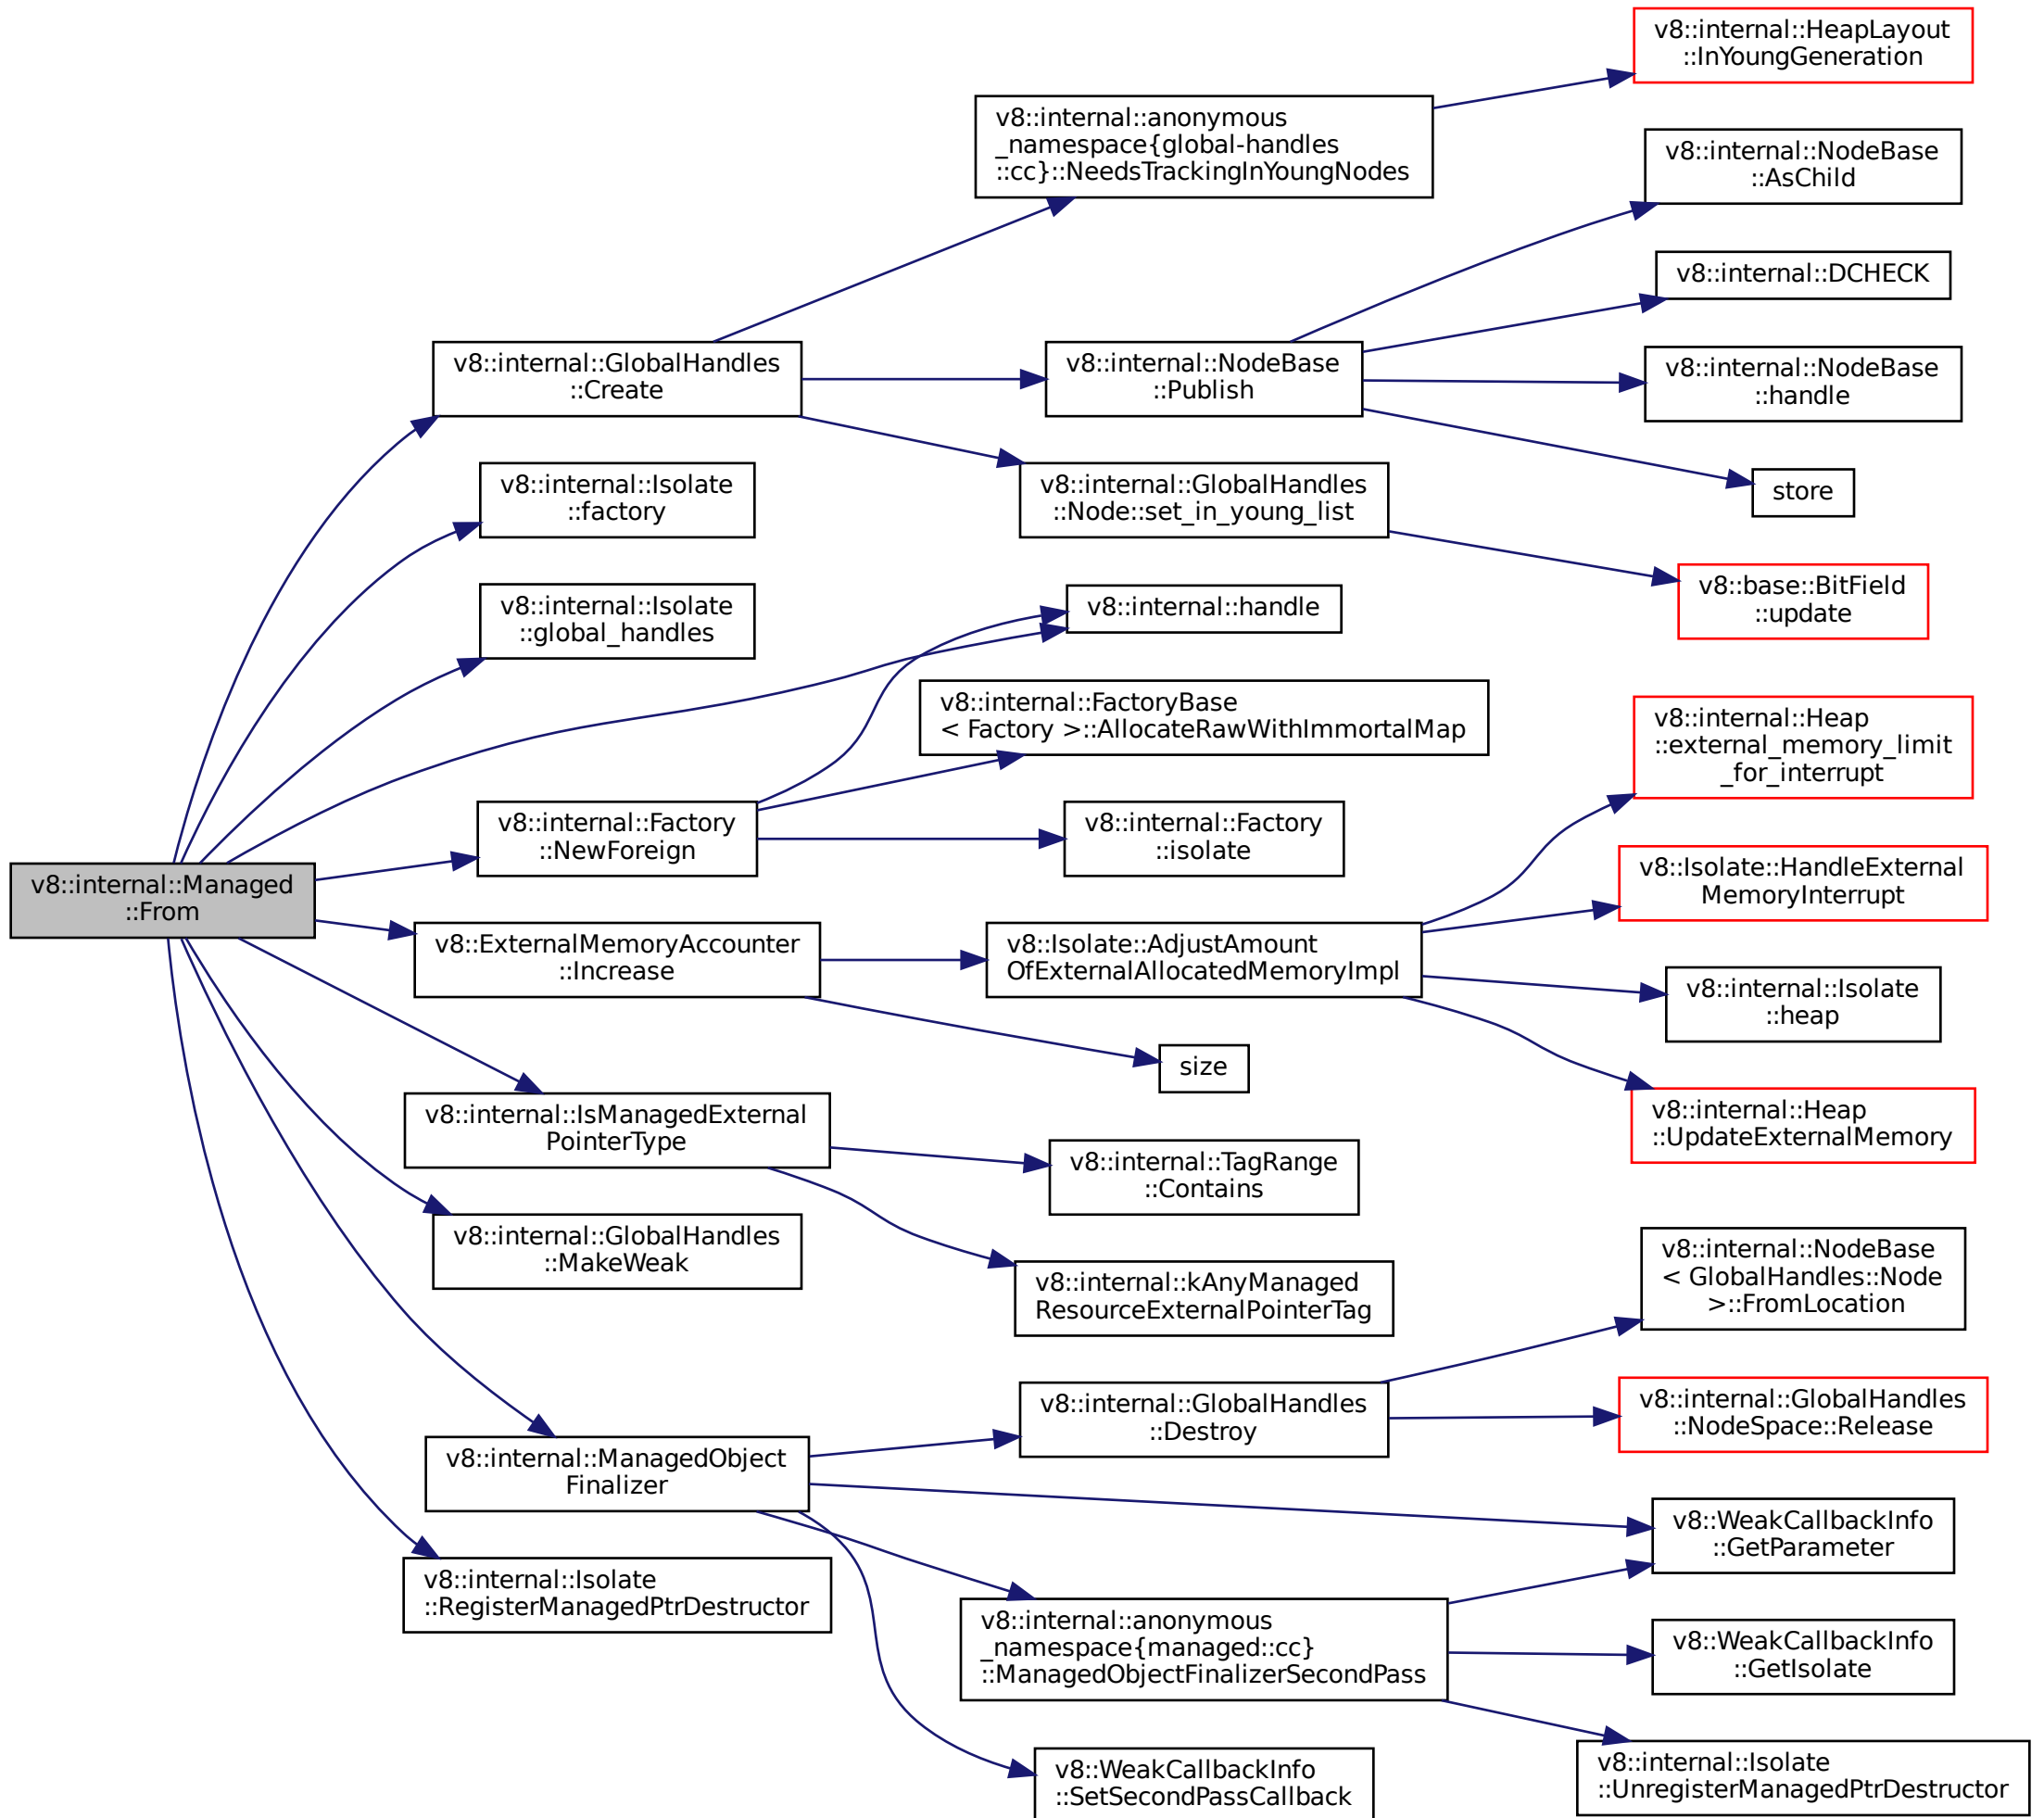 v8::internal::HeapLayout
::InYoungGeneration
v8::internal::anonymous
_namespace{global-handles
::cc}::NeedsTrackingInYoungNodes
v8::internal::NodeBase
::AsChild
v8::internal::DCHECK
v8::internal::GlobalHandles
::Create
v8::internal::NodeBase
::Publish
v8::internal::NodeBase
::handle
v8::internal::Isolate
::factory
v8::internal::GlobalHandles
::Node::set_in_young_list
store
v8::internal::Isolate
::global_handles
v8::internal::handle
v8::base::BitField
::update
v8::internal::FactoryBase
< Factory >::AllocateRawWithImmortalMap
v8::internal::Heap
::external_memory_limit
_for_interrupt
v8::internal::Factory
::NewForeign
v8::internal::Factory
::isolate
v8::internal::Managed
::From
v8::Isolate::HandleExternal
MemoryInterrupt
v8::ExternalMemoryAccounter
::Increase
v8::Isolate::AdjustAmount
OfExternalAllocatedMemoryImpl
v8::internal::Isolate
::heap
size
v8::internal::Heap
::UpdateExternalMemory
v8::internal::IsManagedExternal
PointerType
v8::internal::TagRange
::Contains
v8::internal::GlobalHandles
::MakeWeak
v8::internal::kAnyManaged
ResourceExternalPointerTag
v8::internal::NodeBase
< GlobalHandles::Node
>::FromLocation
v8::internal::GlobalHandles
::Destroy
v8::internal::GlobalHandles
::NodeSpace::Release
v8::internal::ManagedObject
Finalizer
v8::WeakCallbackInfo
::GetParameter
v8::internal::Isolate
::RegisterManagedPtrDestructor
v8::internal::anonymous
_namespace{managed::cc}
::ManagedObjectFinalizerSecondPass
v8::WeakCallbackInfo
::GetIsolate
v8::WeakCallbackInfo
::SetSecondPassCallback
v8::internal::Isolate
::UnregisterManagedPtrDestructor